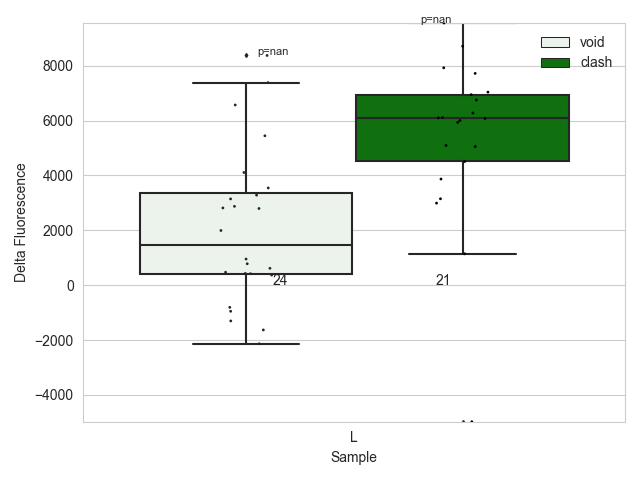 p=nan
void
clash
p=nan
8000
6000
4000
2000
0
−2000
−4000
24
21
Delta Fluorescence
L
Sample